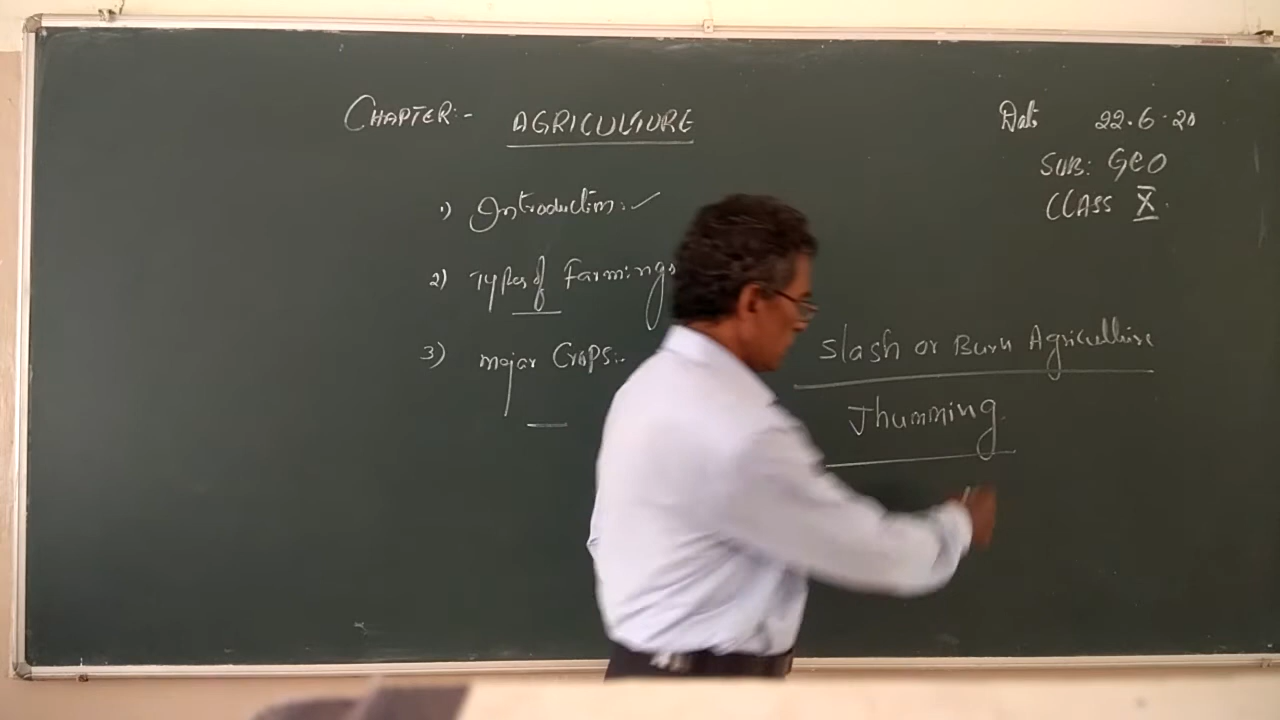 CHAPTER:- AGRICULTURE
Date 22.6.20
SUB: GEO
CLASS X.
1) Introduction:- ✓
2) Types of Farmings
3) Major Crops:-
Slash or Burn Agriculture
Jhumming